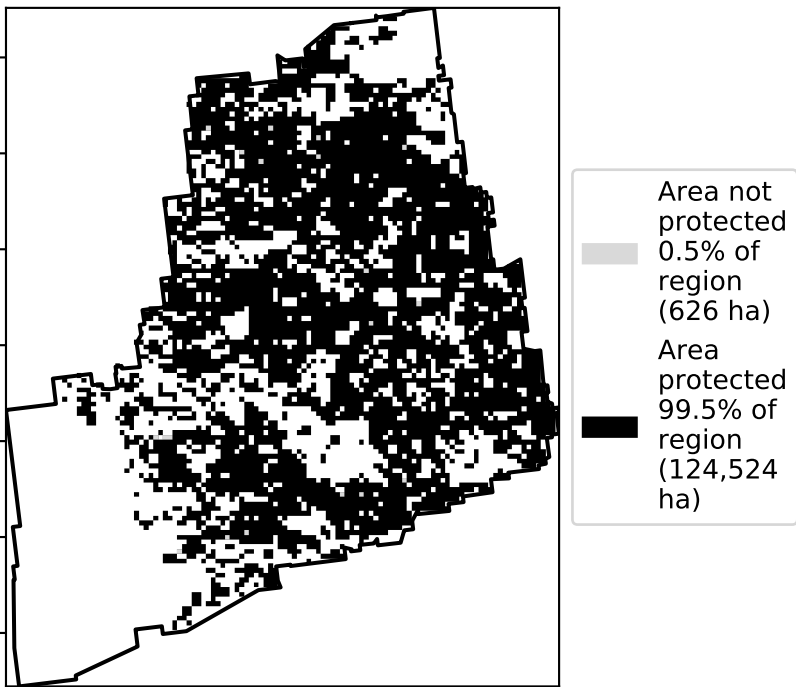 Area not
protected
0.5% of
region
(626 ha)
Area
protected
99.5% of
region
(124,524
ha)